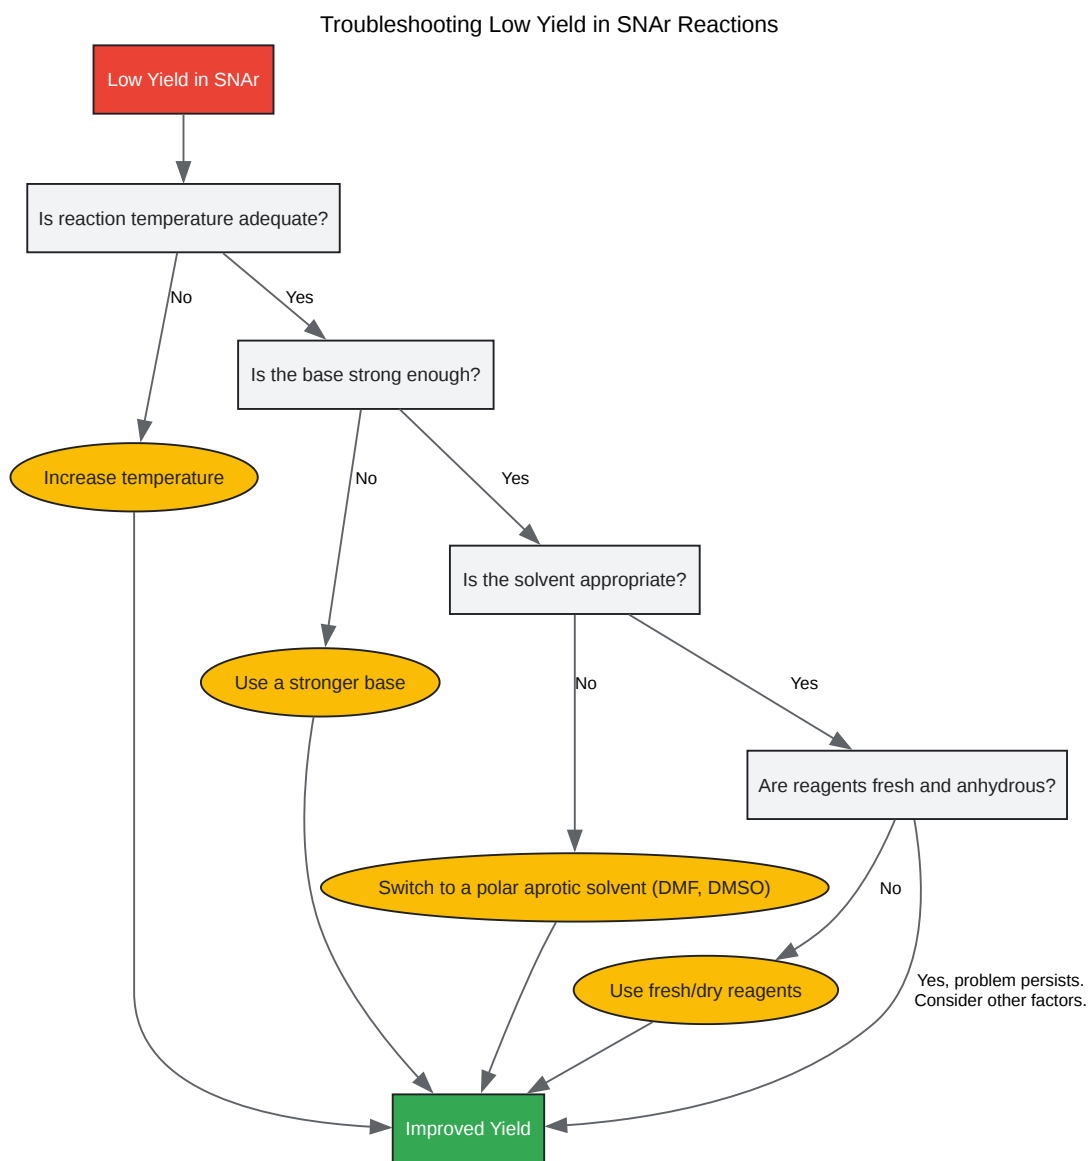 Troubleshooting Low Yield in SNAr Reactions
Low Yield in SNAr
Is reaction temperature adequate?
No
Yes
Is the base strong enough?
Increase temperature
No
Yes
Is the solvent appropriate?
Use a stronger base
No
Yes
Are reagents fresh and anhydrous?
Switch to a polar aprotic solvent (DMF, DMSO)
No
Use fresh/dry reagents
Yes, problem persists.
Consider other factors.
Improved Yield